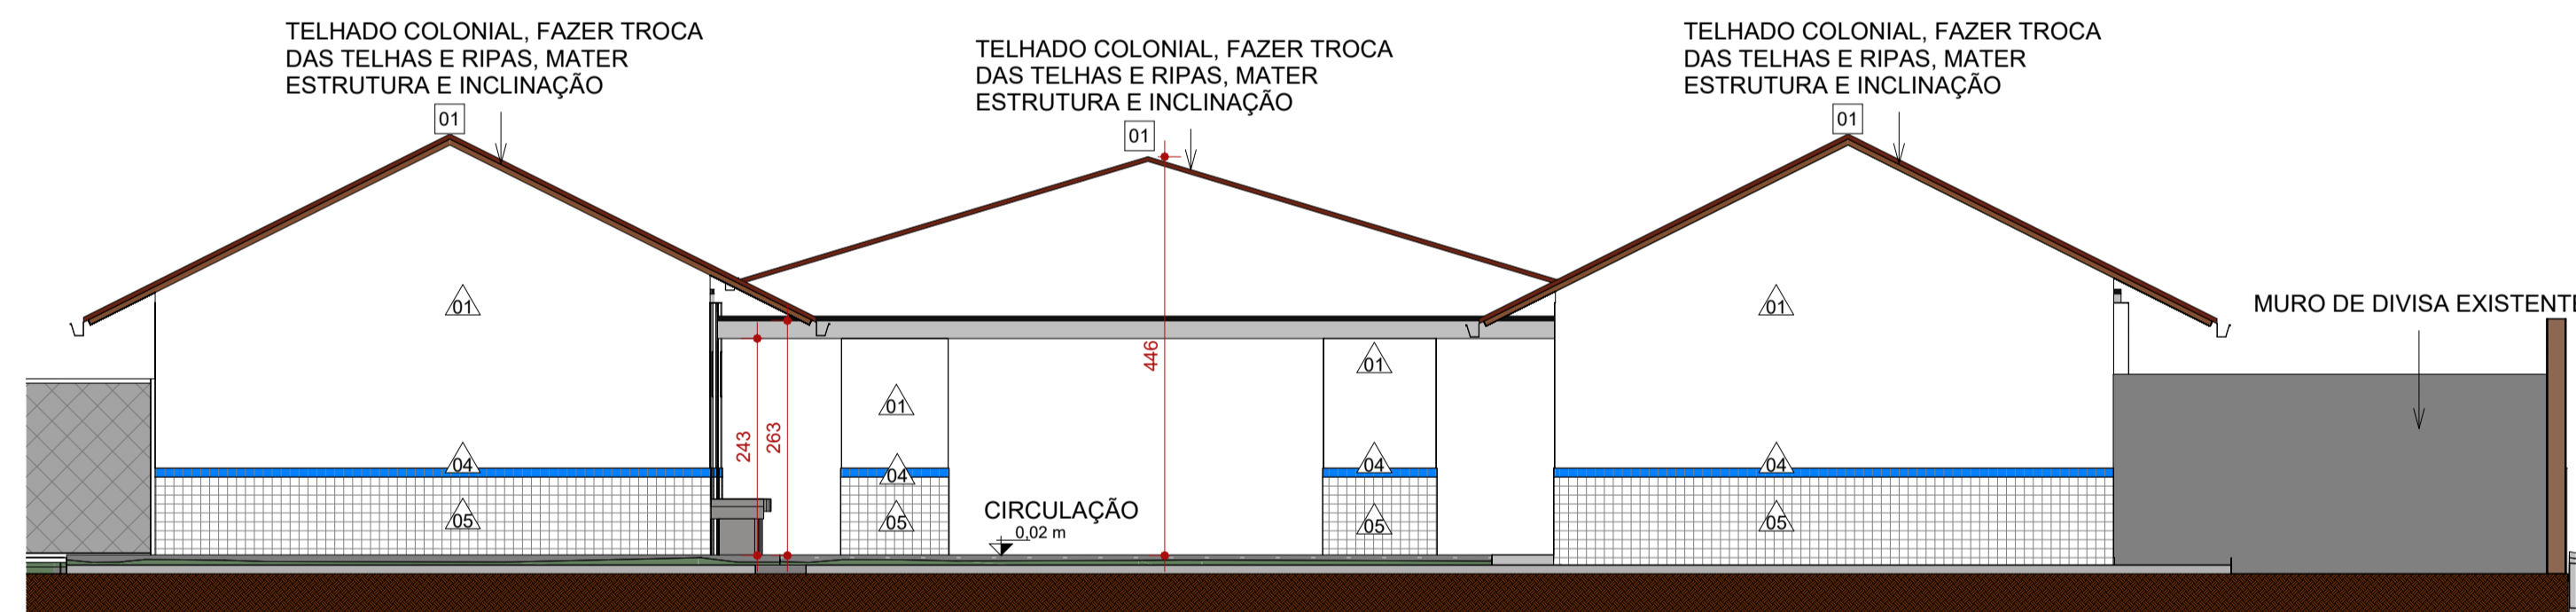 TELHADO COLONIAL, FAZER TROCA
DAS TELHAS E RIPAS, MATER
ESTRUTURA E INCLINAÇÃO
01
TELHADO COLONIAL, FAZER TROCA
DAS TELHAS E RIPAS, MATER
ESTRUTURA E INCLINAÇÃO
01
TELHADO COLONIAL, FAZER TROCA
DAS TELHAS E RIPAS, MATER
ESTRUTURA E INCLINAÇÃO
01
MURO DE DIVISA EXISTENTE
01
04
05
243
263
01
04
05
CIRCULAÇÃO
0,02 m
446
01
04
05
01
04
05